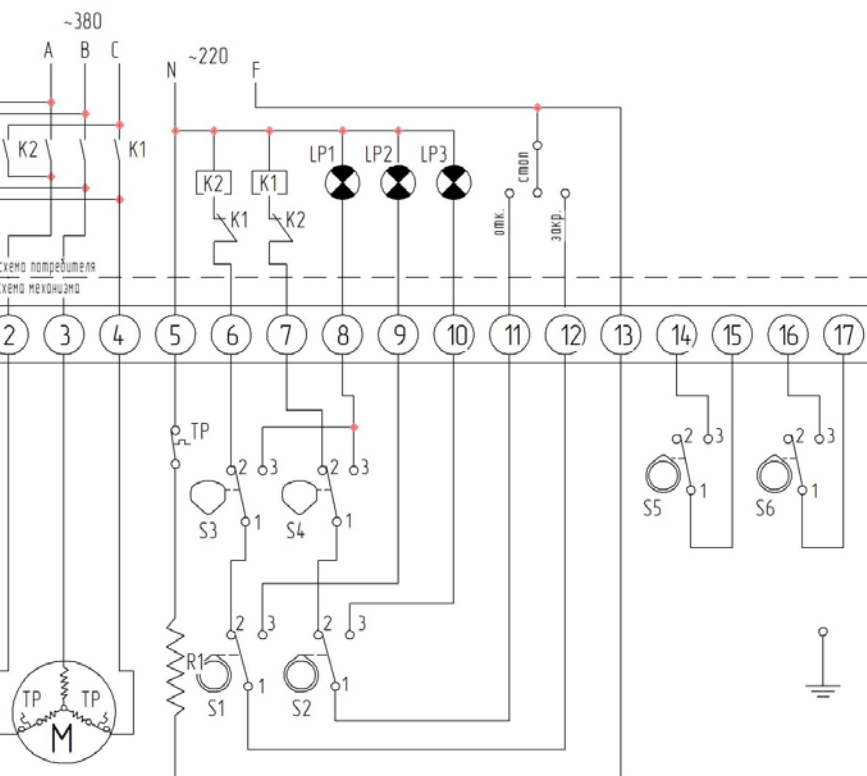 ~380
A B C
N ~220 F
K2 K1
LP1 LP2 LP3
стоп
K2 K1
K1 K2
отк. закр.
схема потребителя
схема механизма
2 3 4 5 6 7 8 9 10 11 12 13 14 15 16 17
TP
2 3 2 3
2 3 2 3
1 1
S5 S6
S3 1 S4 1
2 3 2 3
R1
TP TP
1 1
S1 S2
M